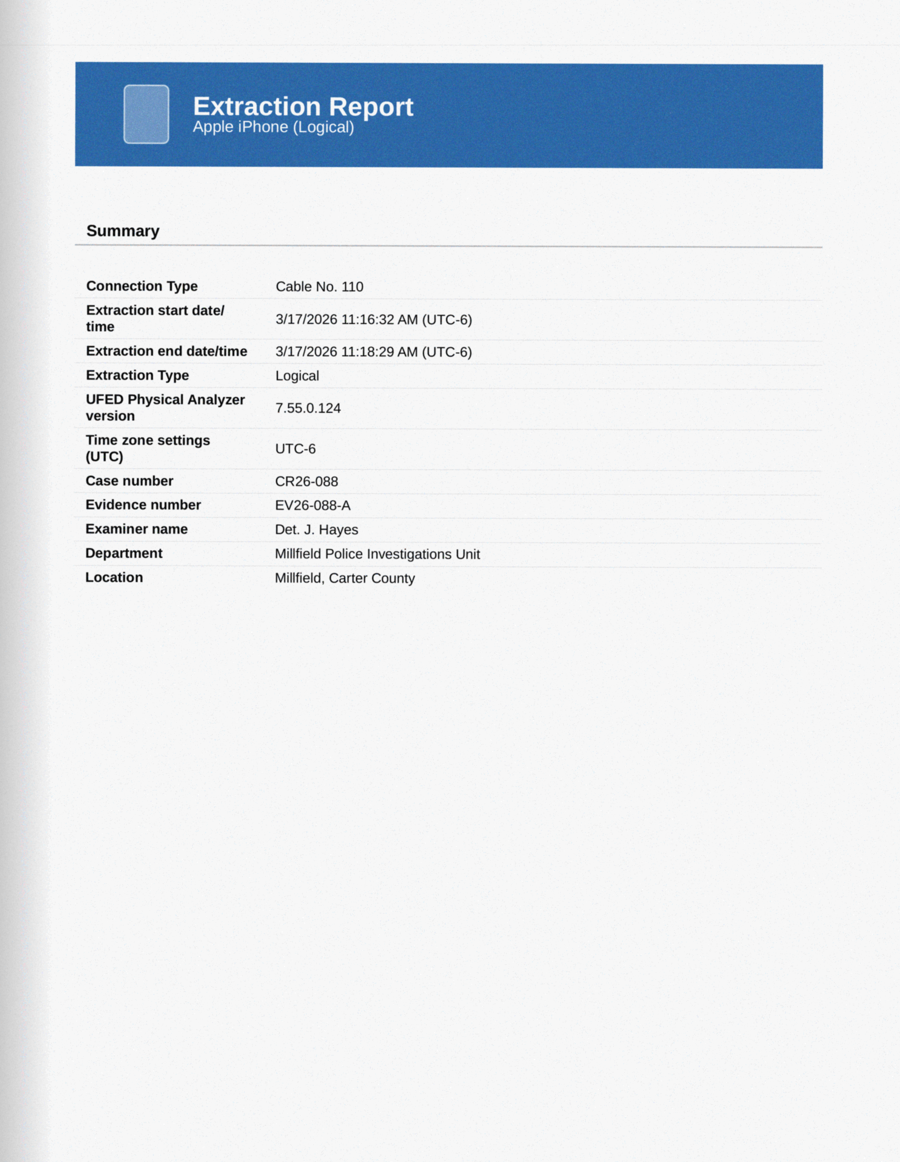 Extraction Report
Apple iPhone (Logical)
Summary
Connection Type Cable No. 110
Extraction start date/
time 3/17/2026 11:16:32 AM (UTC-6)
Extraction end date/time 3/17/2026 11:18:29 AM (UTC-6)
Extraction Type Logical
UFED Physical Analyzer
version 7.55.0.124
Time zone settings
(UTC) UTC-6
Case number CR26-088
Evidence number EV26-088-A
Examiner name Det. J. Hayes
Department Millfield Police Investigations Unit
Location Millfield, Carter County